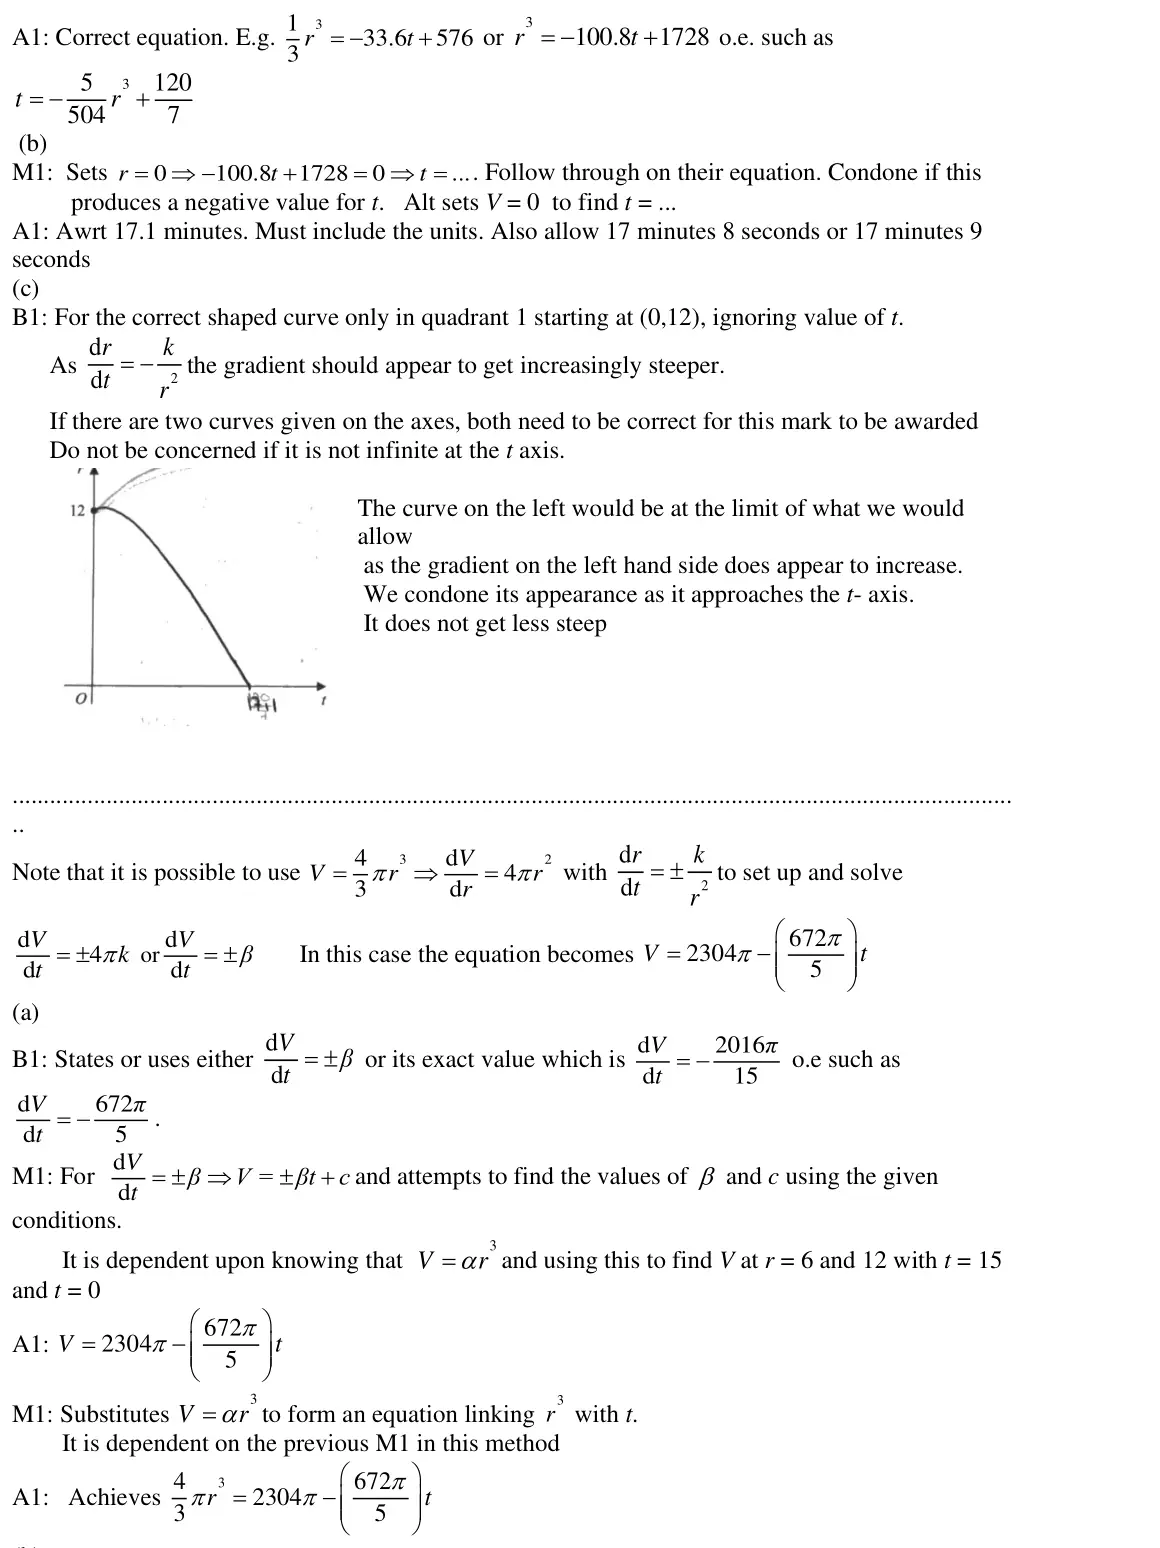 A1: Correct equation. E.g. 1/3 r³ = −33.6t + 576 or r³ = −100.8t + 1728 o.e. such as
t = −5/504 r³ + 120/7
(b)
M1: Sets r = 0 ⇒ −100.8t + 1728 = 0 ⇒ t = .... Follow through on their equation. Condone if this
produces a negative value for t. Alt sets V = 0 to find t = ...
A1: Awrt 17.1 minutes. Must include the units. Also allow 17 minutes 8 seconds or 17 minutes 9
seconds
(c)
B1: For the correct shaped curve only in quadrant 1 starting at (0,12), ignoring value of t.
As dr/dt = −k/r² the gradient should appear to get increasingly steeper.
If there are two curves given on the axes, both need to be correct for this mark to be awarded
Do not be concerned if it is not infinite at the t axis.
12
The curve on the left would be at the limit of what we would
allow
as the gradient on the left hand side does appear to increase.
We condone its appearance as it approaches the t- axis.
It does not get less steep
O t
................................................................................................................................................................
..
Note that it is possible to use V = 4/3 πr³ ⇒ dV/dr = 4πr² with dr/dt = ± k/r² to set up and solve
dV/dt = ±4πk or dV/dt = ±β In this case the equation becomes V = 2304π − (672π/5)t
(a)
B1: States or uses either dV/dt = ±β or its exact value which is dV/dt = −2016π/15 o.e such as
dV/dt = −672π/5 .
M1: For dV/dt = ±β ⇒ V = ±βt + c and attempts to find the values of β and c using the given
conditions.
It is dependent upon knowing that V = αr³ and using this to find V at r = 6 and 12 with t = 15
and t = 0
A1: V = 2304π − (672π/5)t
M1: Substitutes V = αr³ to form an equation linking r³ with t.
It is dependent on the previous M1 in this method
A1: Achieves 4/3 πr³ = 2304π − (672π/5)t